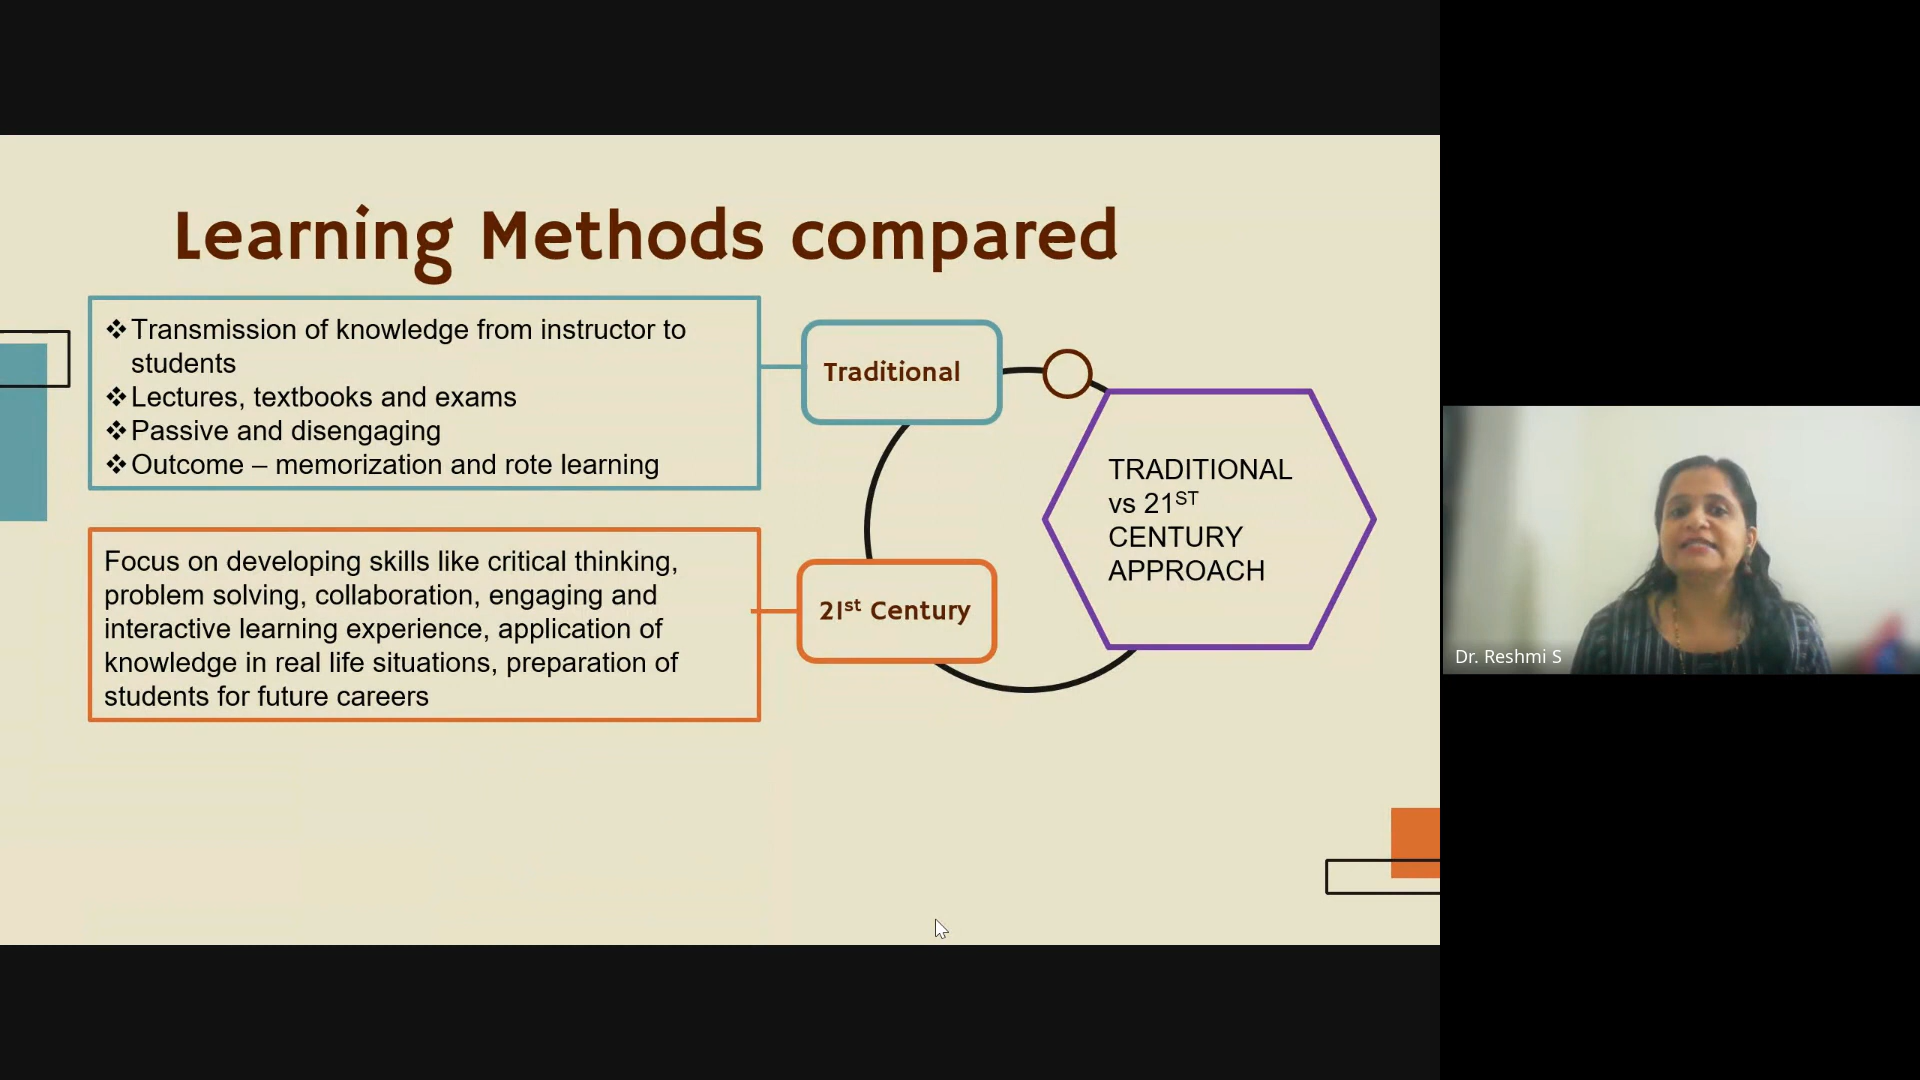 Learning Methods compared
❖Transmission of knowledge from instructor to
students
❖Lectures, textbooks and exams
❖Passive and disengaging
❖Outcome – memorization and rote learning
Traditional
Focus on developing skills like critical thinking,
problem solving, collaboration, engaging and
interactive learning experience, application of
knowledge in real life situations, preparation of
students for future careers
21st Century
TRADITIONAL
vs 21ST
CENTURY
APPROACH
Dr. Reshmi S